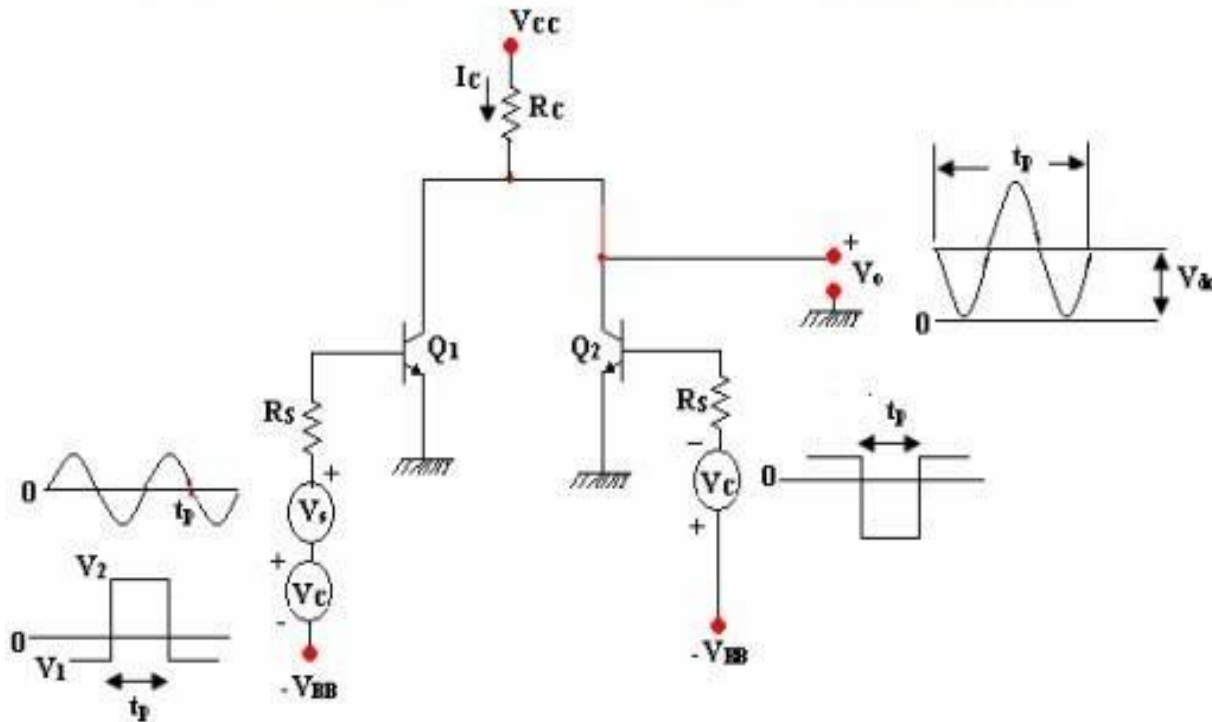 VCC
IC
RC
tp
+
Vo
Vdc
0
Q1
Q2
RS
RS
-
tp
+
0
VC
0
tp
Vs
+
+
V2
VC
0
-
V1
-VBB
-VBB
tp